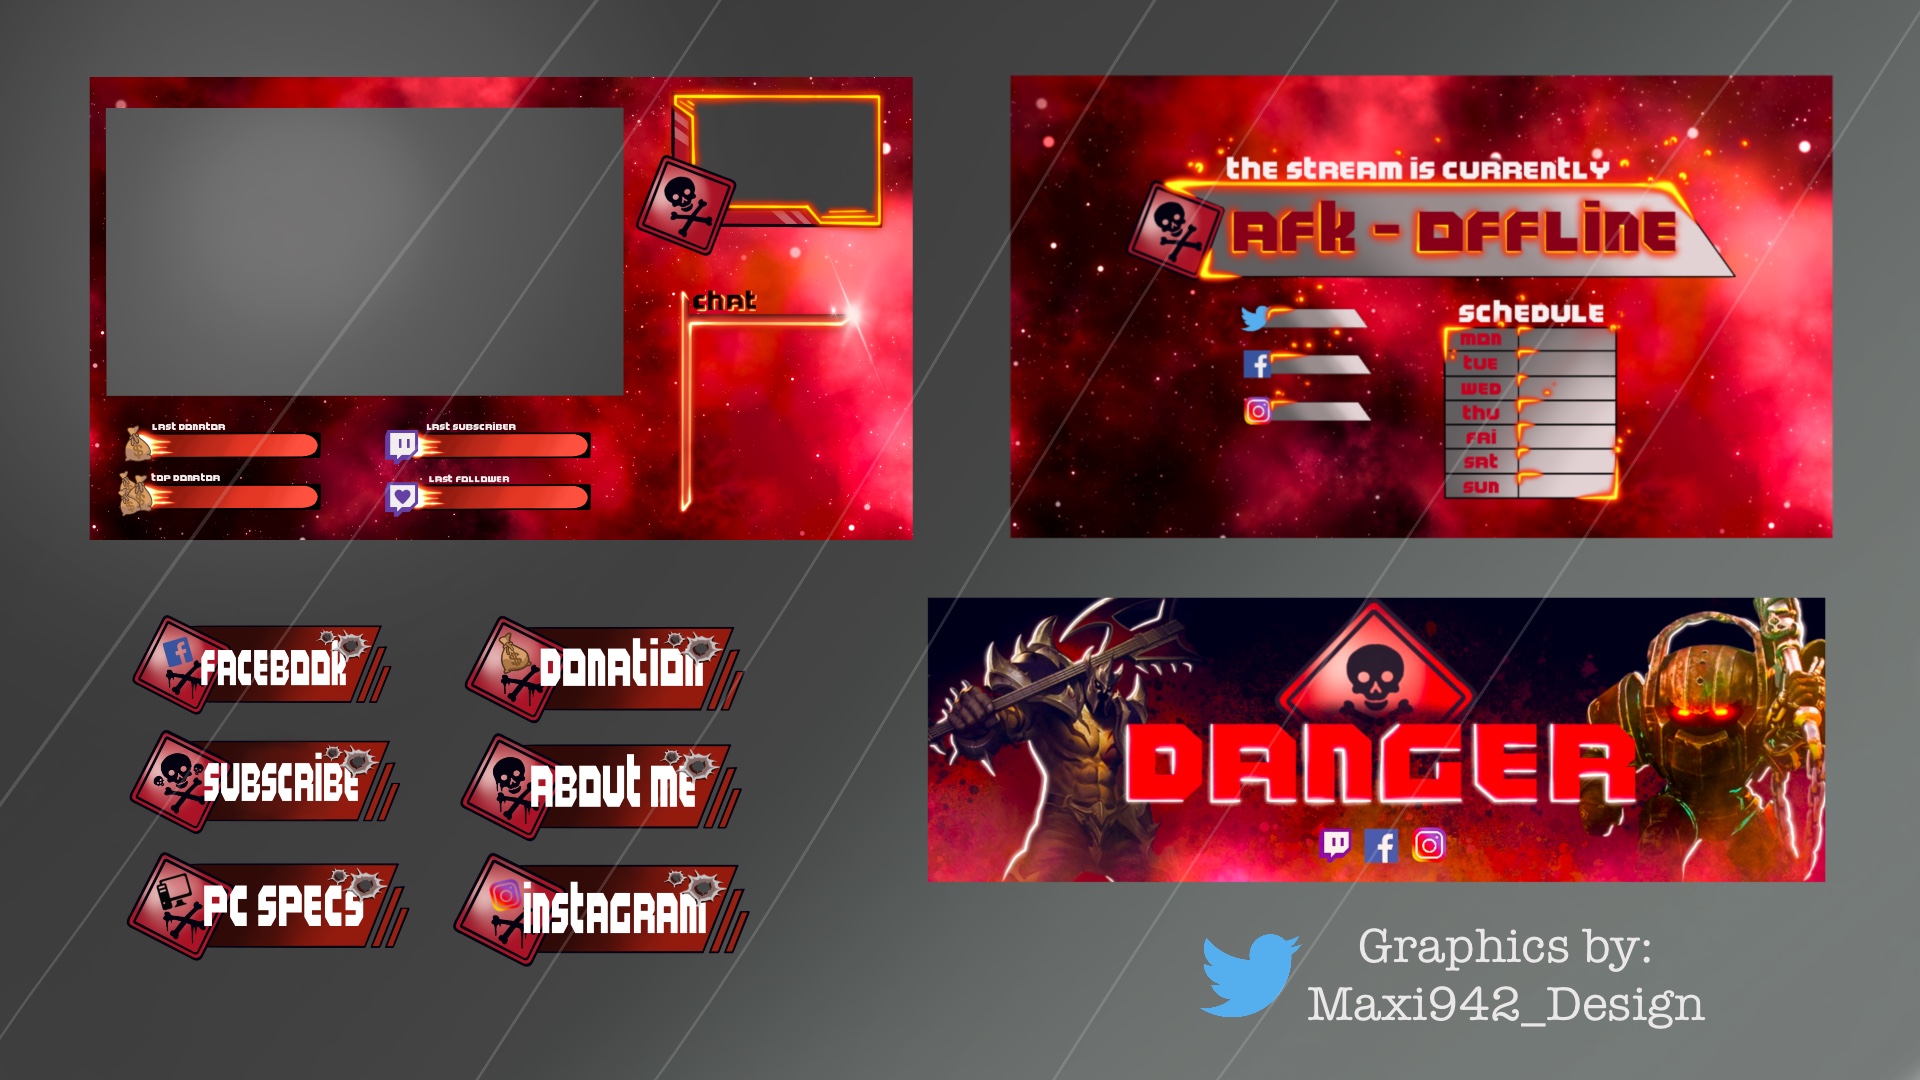 chat
LAST DONATOR
LAST SUBSCRIBER
TOP DONATOR
LAST FOLLOWER
THE STREAM IS CURRENTLY
AFK - OFFLINE
SCHEDULE
MON
TUE
WED
THU
FRI
SAT
SUN
FACEBOOK
DONATION
SUBSCRIBE
ABOUT ME
PC SPECS
INSTAGRAM
DANGER
Graphics by:
Maxi942_Design